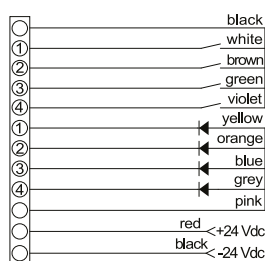 black
① white
② brown
③ green
④ violet
① yellow
② orange
③ blue
④ grey
pink
red +24 Vdc
black -24 Vdc